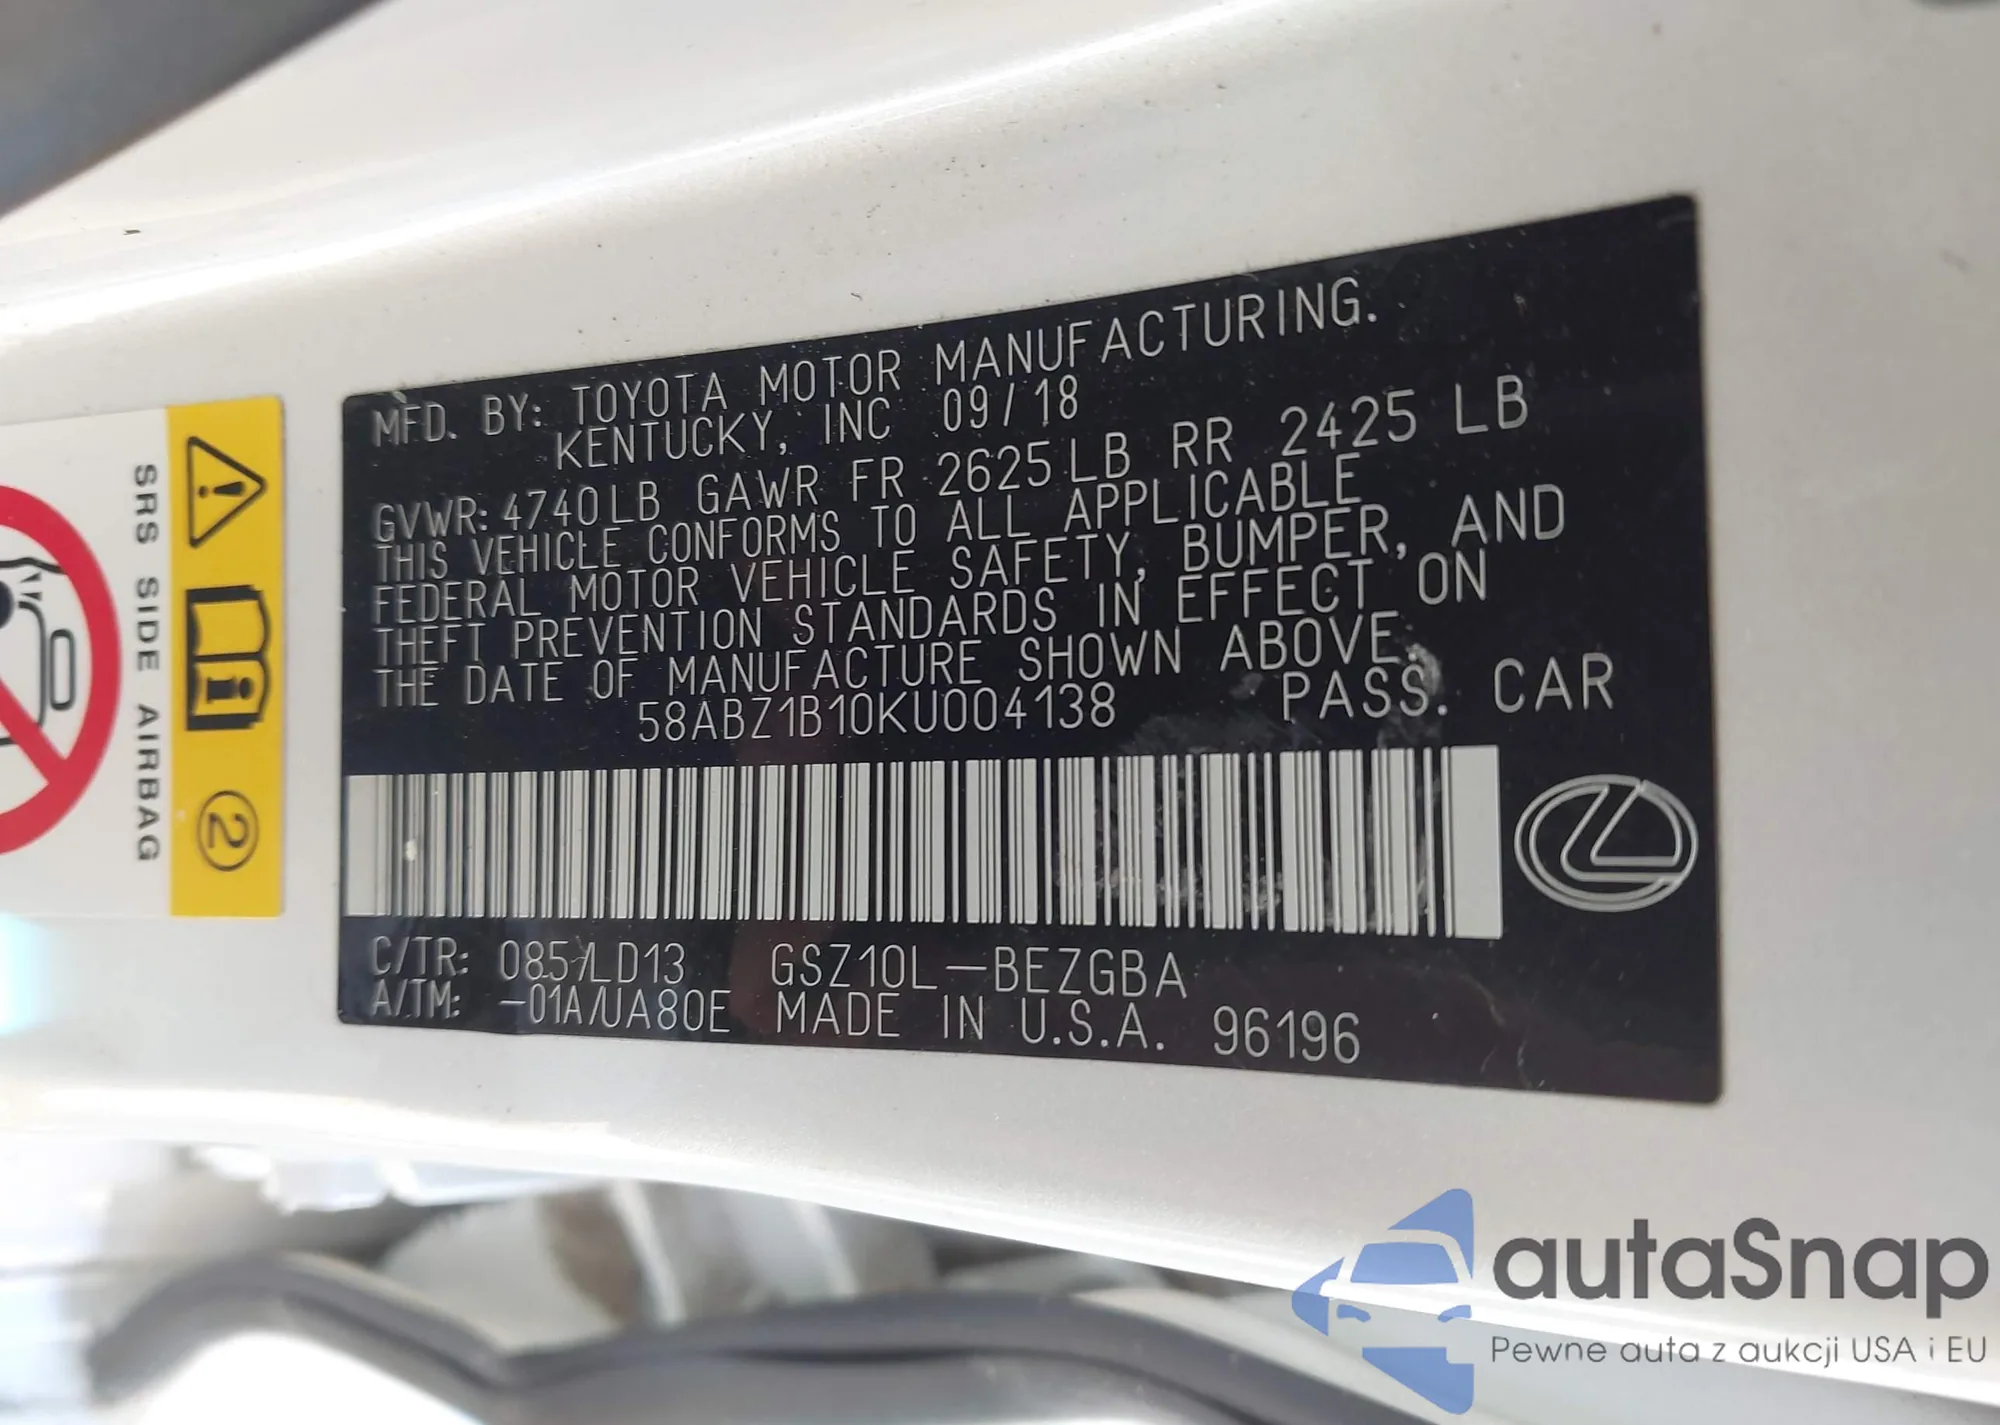 MFD. BY: TOYOTA MOTOR MANUFACTURING.
KENTUCKY, INC 09/18
GVWR: 4740LB GAWR FR 2625LB RR 2425 LB
THIS VEHICLE CONFORMS TO ALL APPLICABLE
FEDERAL MOTOR VEHICLE SAFETY, BUMPER, AND
THEFT PREVENTION STANDARDS IN EFFECT ON
THE DATE OF MANUFACTURE SHOWN ABOVE.
58ABZ1B10KU004138 PASS. CAR
C/TR: 085/LD13 GSZ10L-BEZGBA
A/TM: -01A/UA80E MADE IN U.S.A. 96196
SRS SIDE AIRBAG
2
autaSnap
Pewne auta z aukcji USA i EU